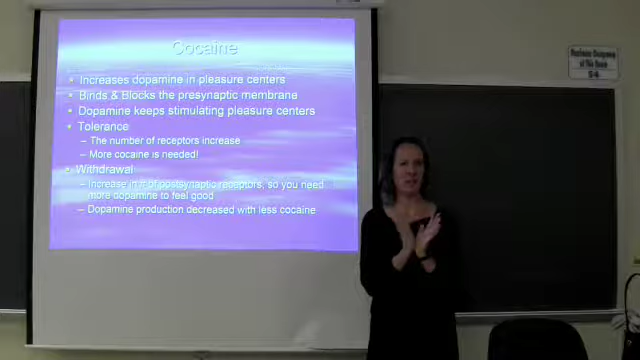 Cocaine
Increases dopamine in pleasure centers
Binds & Blocks the presynaptic membrane
Dopamine keeps stimulating pleasure centers
Tolerance
– The number of receptors increase
– More cocaine is needed!
Withdrawal
– Increase in # of postsynaptic receptors, so you need
more dopamine to feel good
– Dopamine production decreased with less cocaine